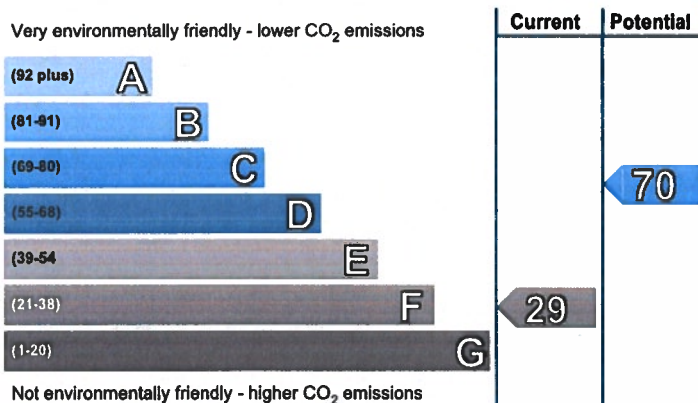 Very environmentally friendly - lower CO₂ emissions
Current
Potential
(92 plus) A
(81-91) B
(69-80) C
70
(55-68) D
(39-54 E
(21-38) F
29
(1-20) G
Not environmentally friendly - higher CO₂ emissions